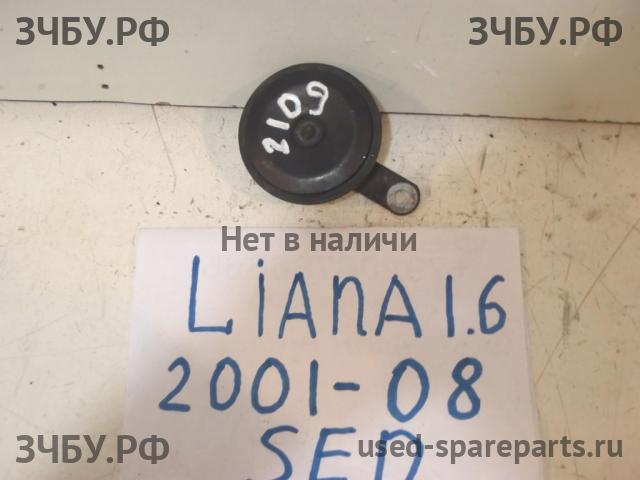 ЗЧБУ.РФ ЗЧБУ.РФ
2109
Нет в наличи
LIANA 1.6
2001-08
SED
ЗЧБУ.РФ used-spareparts.ru